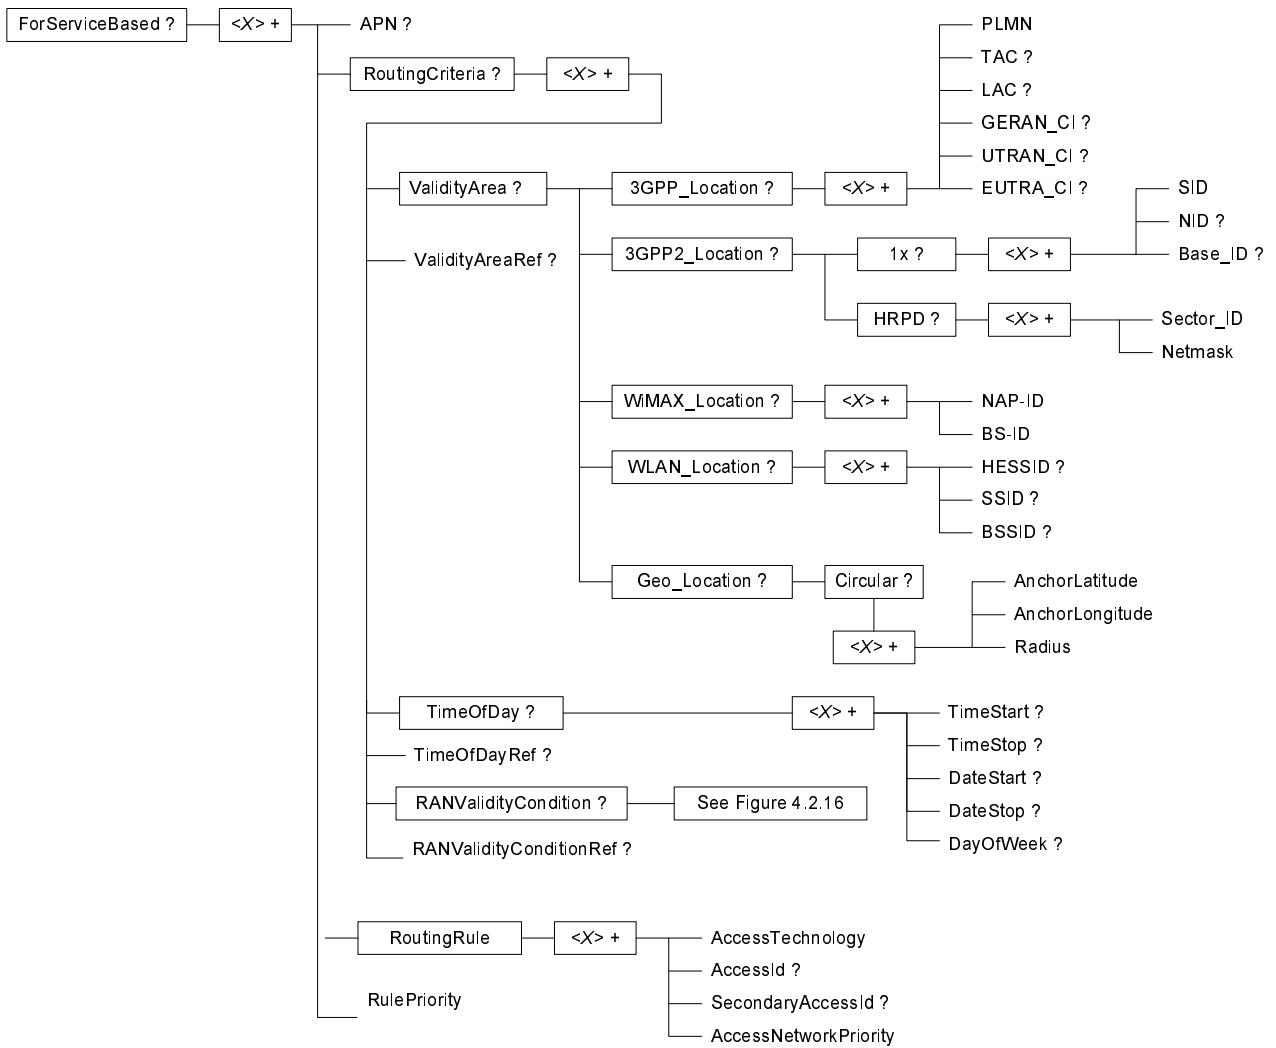 ForServiceBased ?
<X> +
APN ?
RoutingCriteria ?
<X> +
PLMN
TAC ?
LAC ?
GERAN_CI ?
UTRAN_CI ?
EUTRA_CI ?
ValidityArea ?
3GPP_Location ?
<X> +
ValidityAreaRef ?
3GPP2_Location ?
1x ?
<X> +
SID
NID ?
Base_ID ?
HRPD ?
<X> +
Sector_ID
Netmask
WiMAX_Location ?
<X> +
NAP-ID
BS-ID
WLAN_Location ?
<X> +
HESSID ?
SSID ?
BSSID ?
Geo_Location ?
Circular ?
<X> +
AnchorLatitude
AnchorLongitude
Radius
TimeOfDay ?
<X> +
TimeStart ?
TimeStop ?
DateStart ?
DateStop ?
DayOfWeek ?
TimeOfDayRef ?
RANValidityCondition ?
See Figure 4.2.16
RANValidityConditionRef ?
RoutingRule
<X> +
AccessTechnology
AccessId ?
SecondaryAccessId ?
AccessNetworkPriority
RulePriority